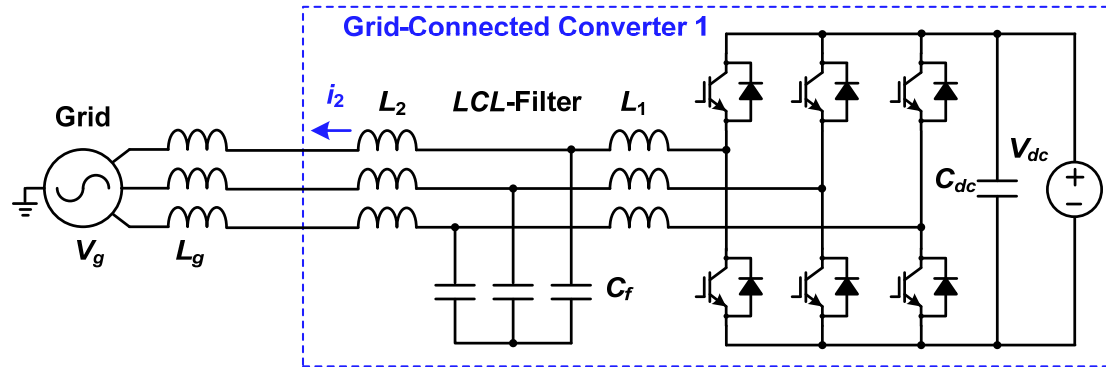 Grid-Connected Converter 1
Grid
i2
L2
LCL-Filter
L1
Vg
Lg
Cf
Cdc
Vdc
+
−